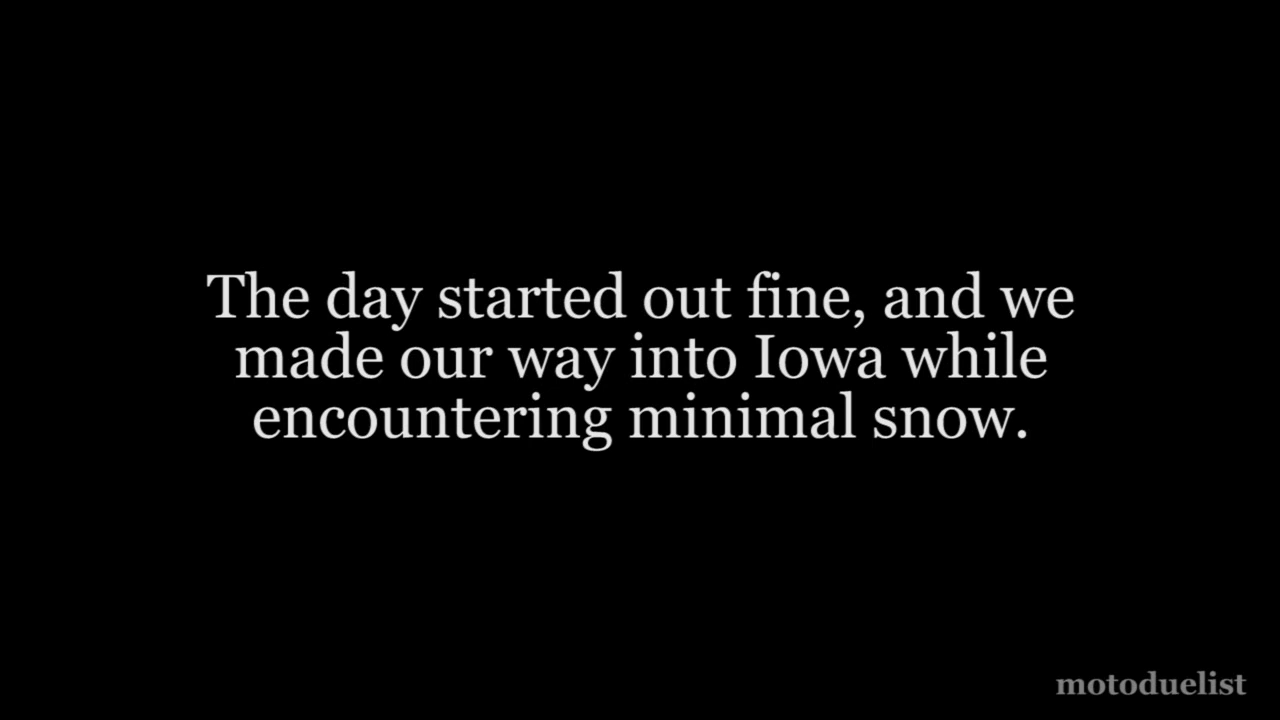 The day started out fine, and we
made our way into Iowa while
encountering minimal snow.
motoduelist